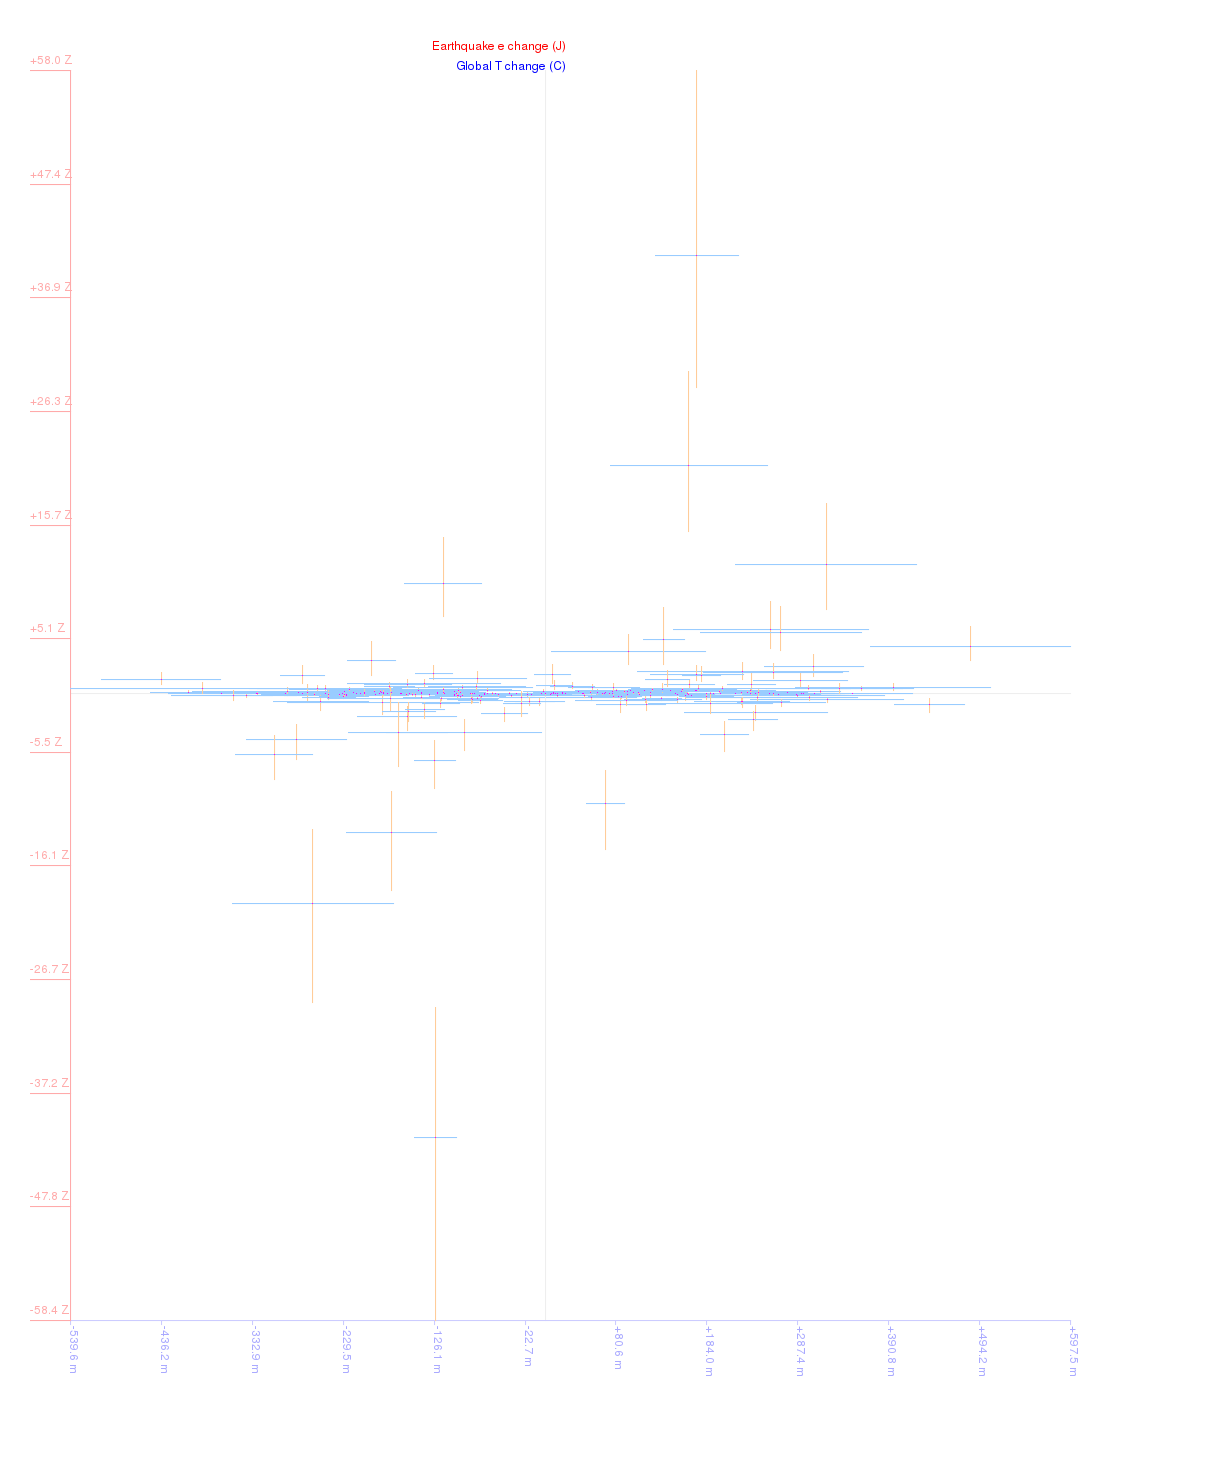 Earthquake e change (J)
Global T change (C)
+58.0 Z
+47.4 Z
+36.9 Z
+26.3 Z
+15.7 Z
+5.1 Z
-5.5 Z
-16.1 Z
-26.7 Z
-37.2 Z
-47.8 Z
-58.4 Z
-539.6 m
-436.2 m
-332.9 m
-229.5 m
-126.1 m
-22.7 m
+80.6 m
+184.0 m
+287.4 m
+390.8 m
+494.2 m
+597.5 m